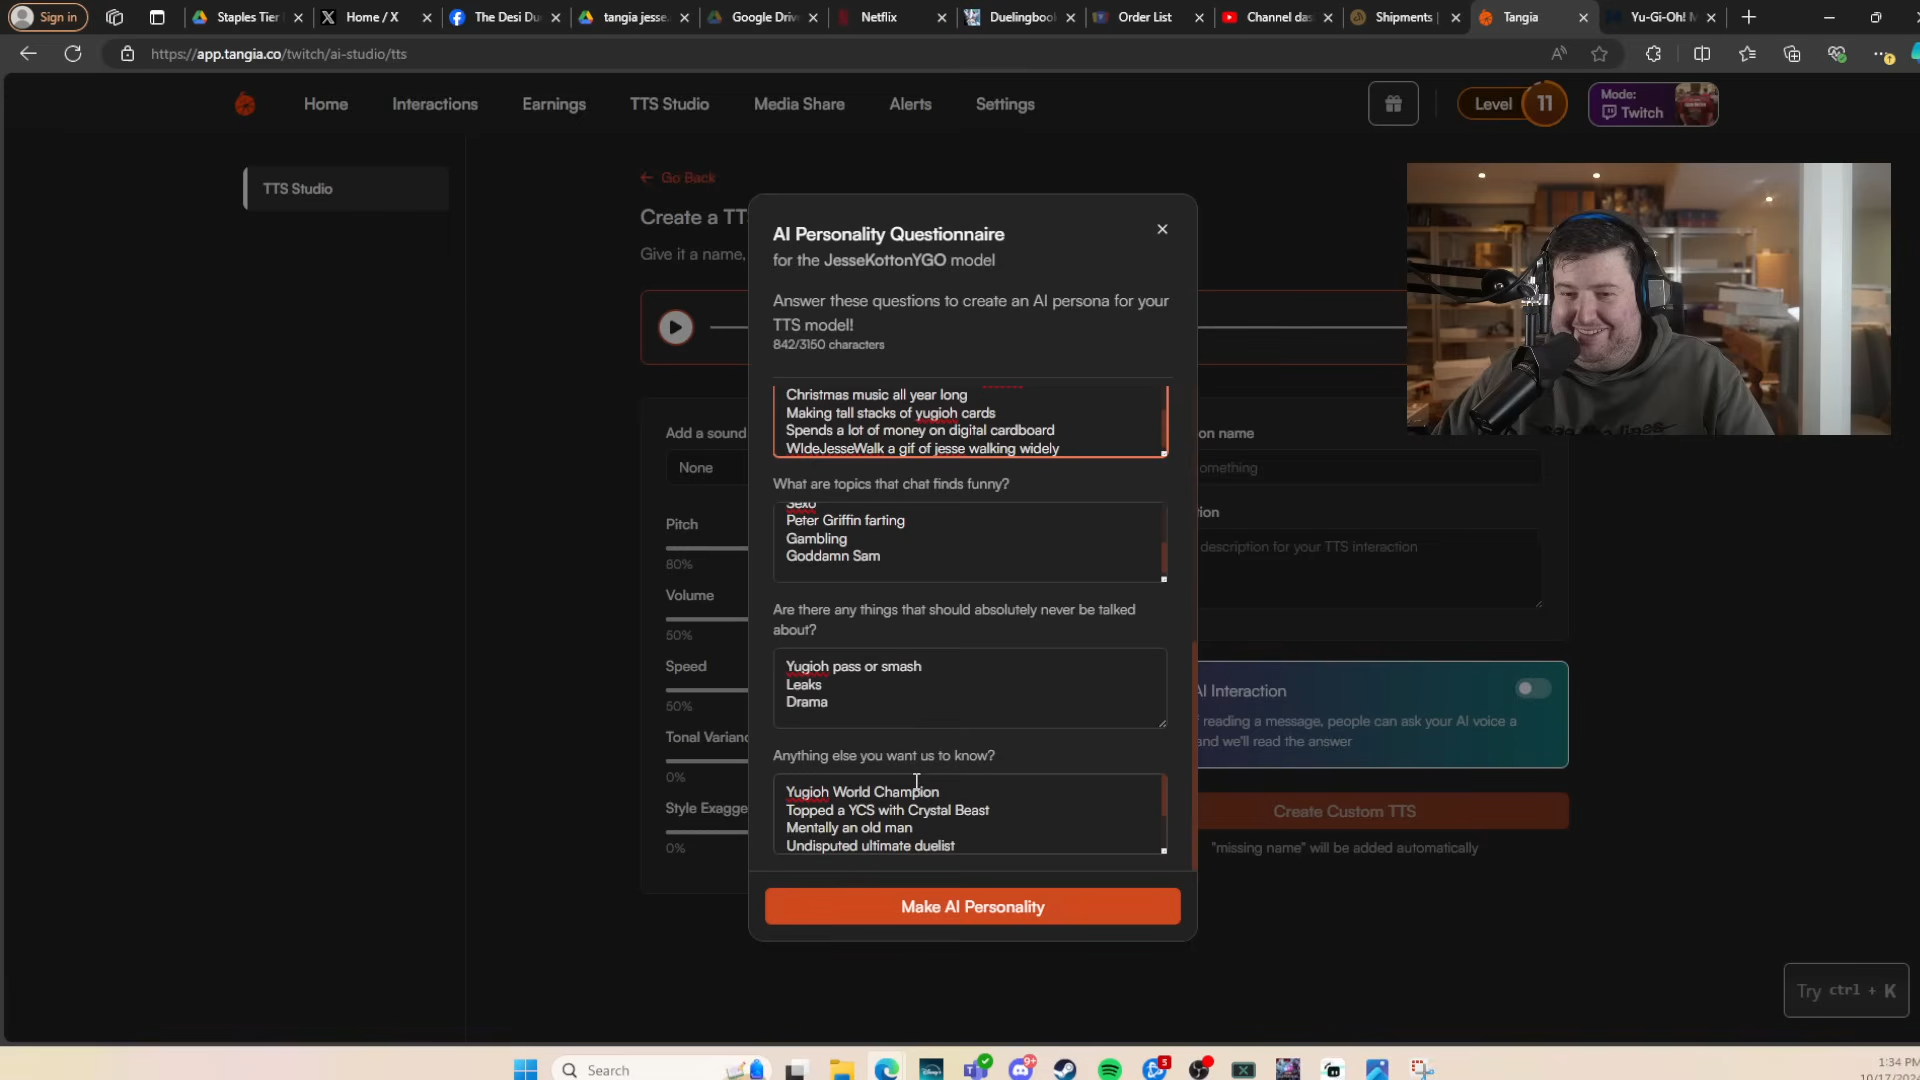 Sign in
Staples Tier
Home / X
The Desi Du
tangia jesse.
Google Driv
Netflix
Duelingboo
Order List
Channel das
Shipments
Tangia
Yu-Gi-Oh! M
https://app.tangia.co/twitch/ai-studio/tts
Home
Interactions
Earnings
TTS Studio
Media Share
Alerts
Settings
Level 11
Mode:
Twitch
TTS Studio
Go Back
Create a TT
Give it a name,
AI Personality Questionnaire
for the JesseKottonYGO model
Answer these questions to create an AI persona for your
TTS model!
842/3150 characters
Christmas music all year long
Making tall stacks of yugioh cards
Spends a lot of money on digital cardboard
WIdeJesseWalk a gif of jesse walking widely
What are topics that chat finds funny?
Sexo
Peter Griffin farting
Gambling
Goddamn Sam
Are there any things that should absolutely never be talked
about?
Yugioh pass or smash
Leaks
Drama
Anything else you want us to know?
Yugioh World Champion
Topped a YCS with Crystal Beast
Mentally an old man
Undisputed ultimate duelist
Make AI Personality
Add a sound
None
Pitch
80%
Volume
50%
Speed
50%
Tonal Varianc
0%
Style Exagge
0%
on name
omething
ion
description for your TTS interaction
AI Interaction
f reading a message, people can ask your AI voice a
and we'll read the answer
Create Custom TTS
"missing name" will be added automatically
Try ctrl + K
Search
9+
5
1:34 PM